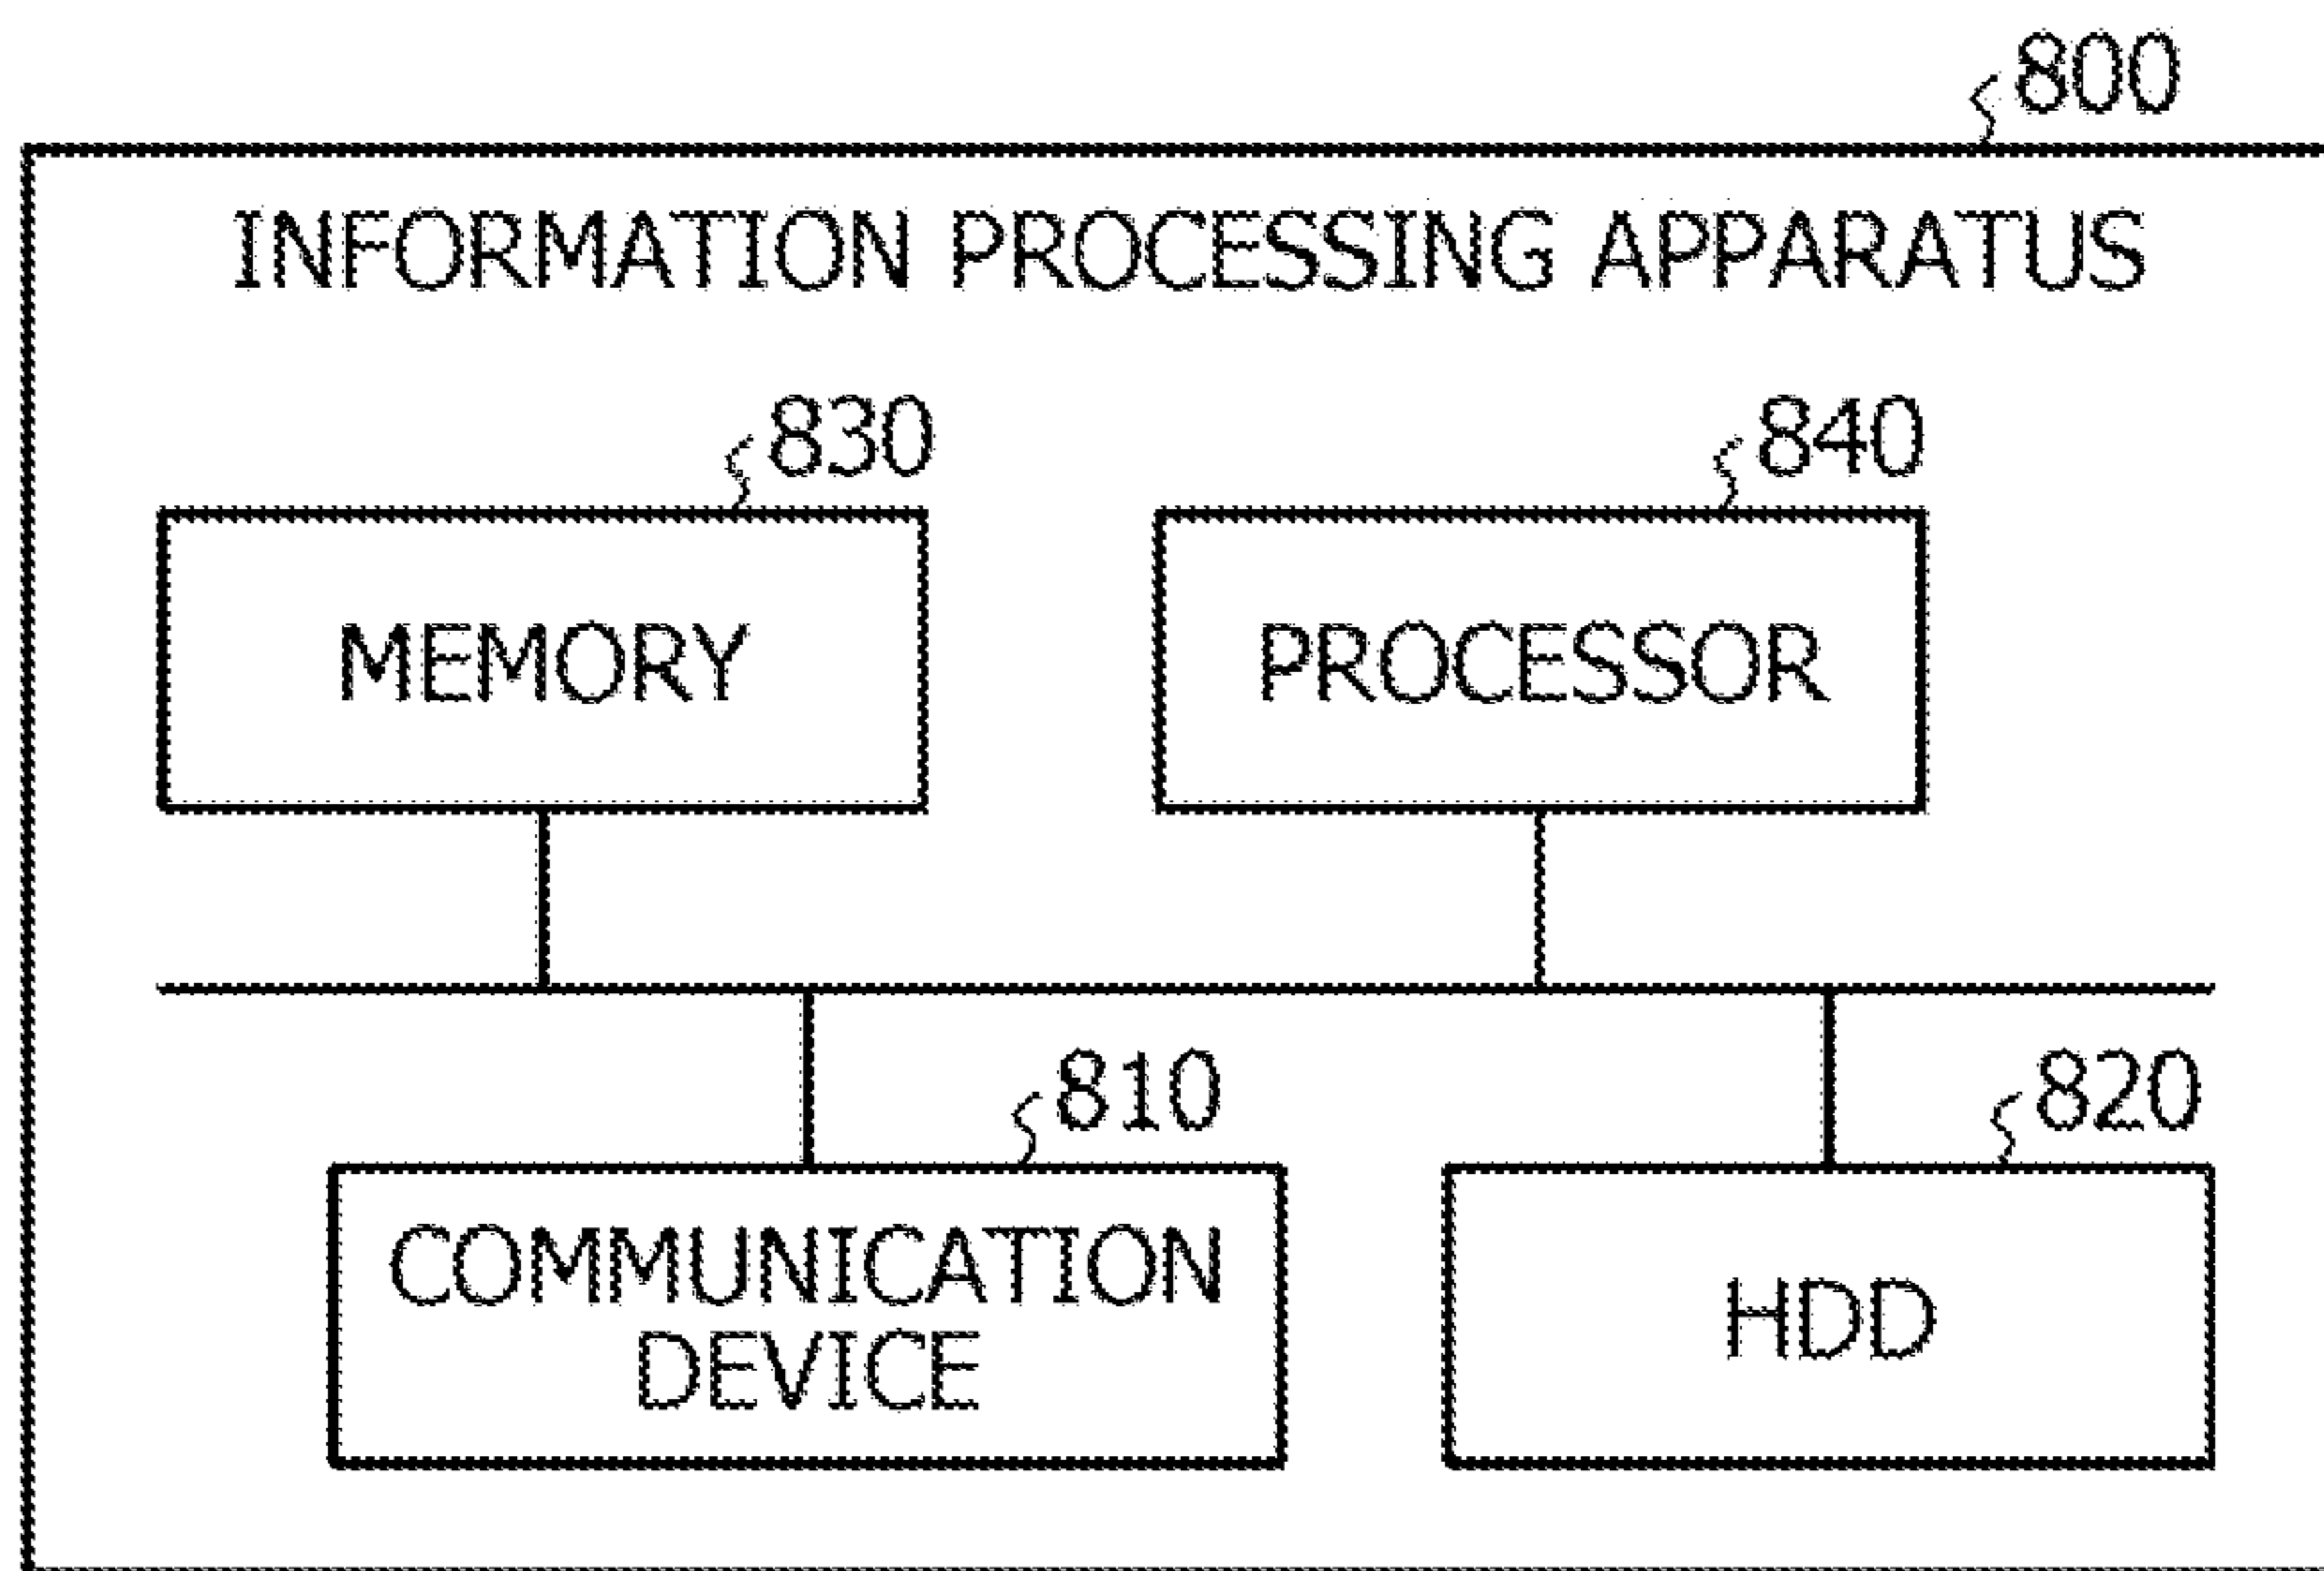 800
INFORMATION PROCESSING APPARATUS
830
840
MEMORY
PROCESSOR
810
820
COMMUNICATION
DEVICE
HDD